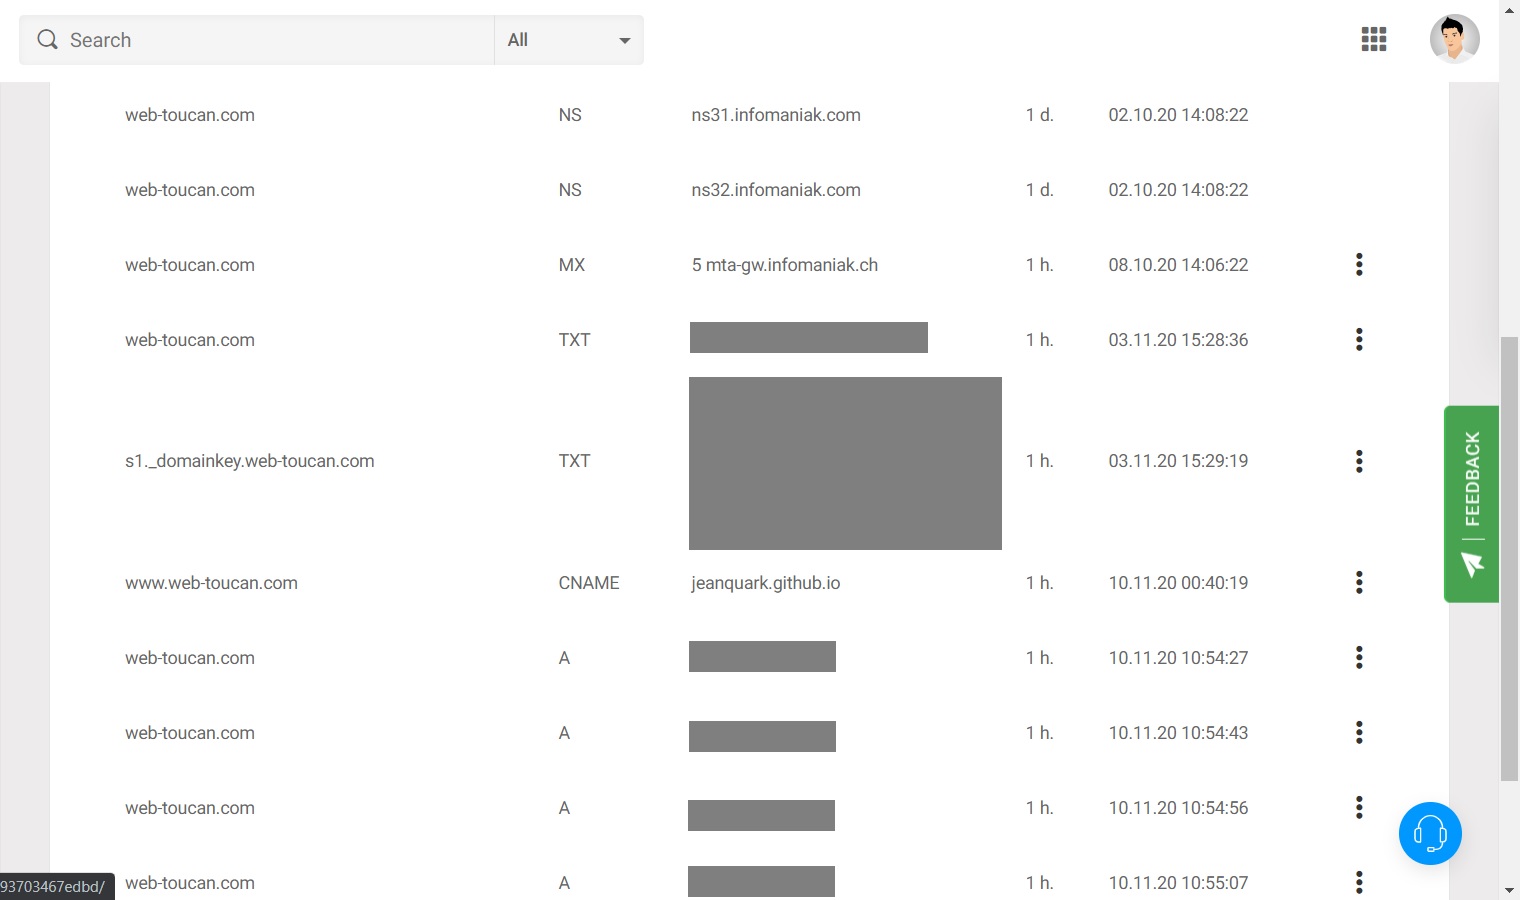 Search All
web-toucan.com NS ns31.infomaniak.com 1 d. 02.10.20 14:08:22
web-toucan.com NS ns32.infomaniak.com 1 d. 02.10.20 14:08:22
web-toucan.com MX 5 mta-gw.infomaniak.ch 1 h. 08.10.20 14:06:22
web-toucan.com TXT 1 h. 03.11.20 15:28:36
s1._domainkey.web-toucan.com TXT 1 h. 03.11.20 15:29:19
FEEDBACK
www.web-toucan.com CNAME jeanquark.github.io 1 h. 10.11.20 00:40:19
web-toucan.com A 1 h. 10.11.20 10:54:27
web-toucan.com A 1 h. 10.11.20 10:54:43
web-toucan.com A 1 h. 10.11.20 10:54:56
web-toucan.com A 1 h. 10.11.20 10:55:07
93703467edbd/